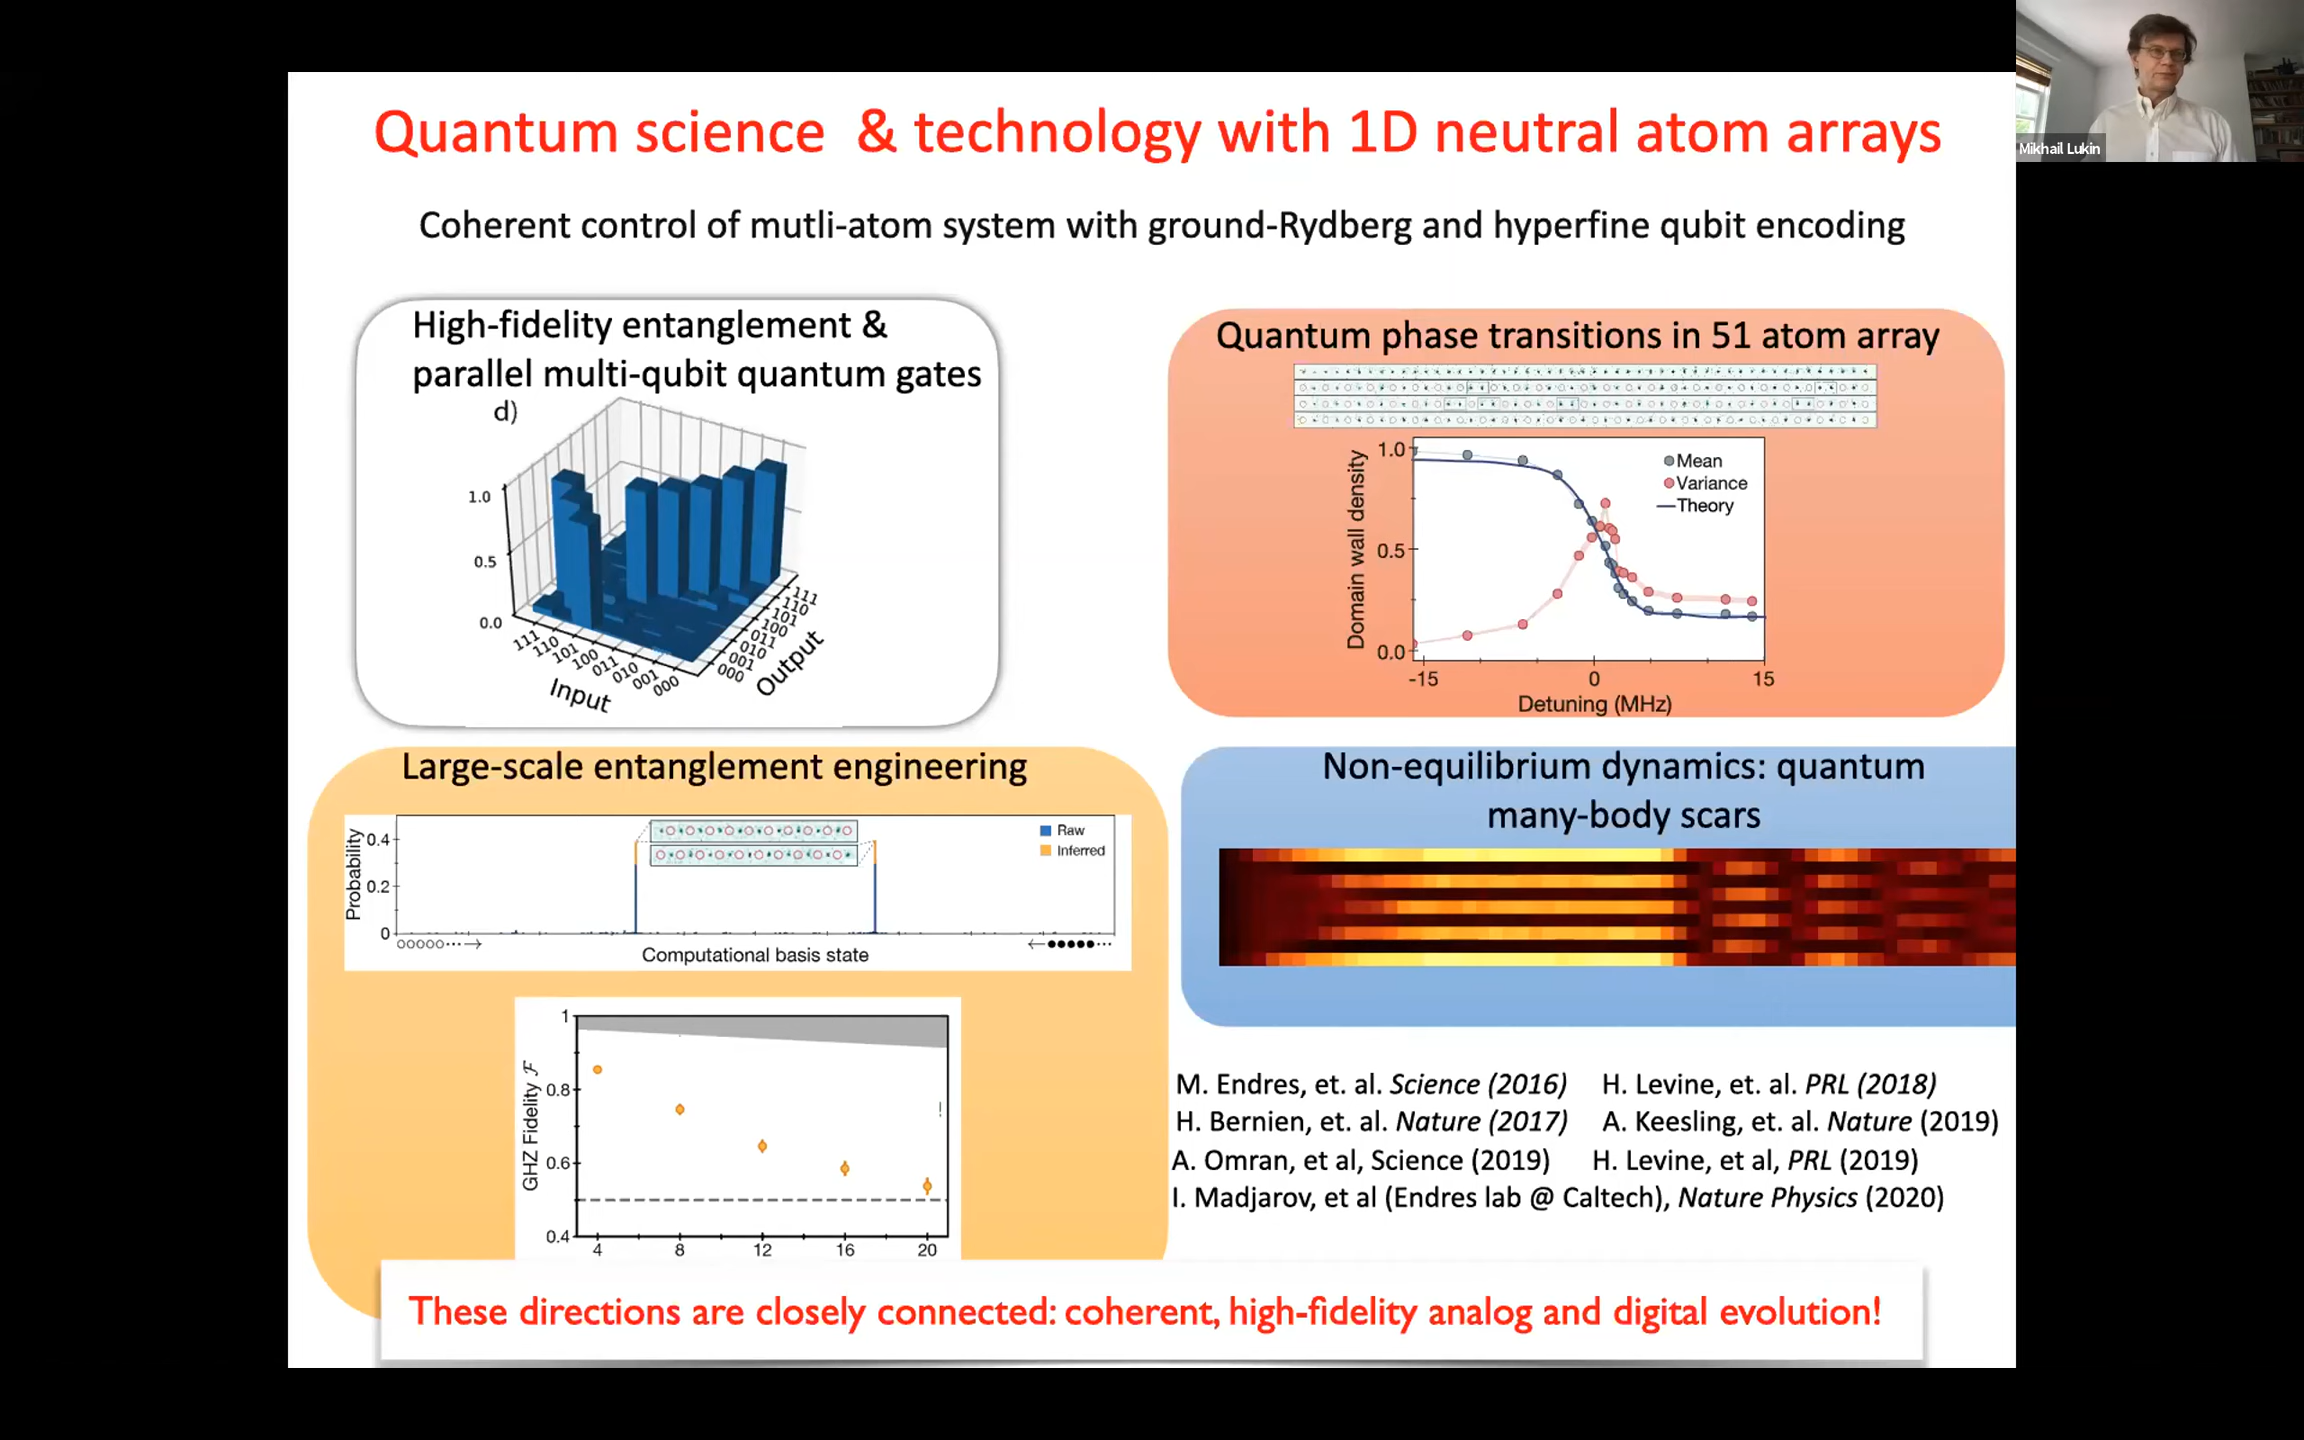 Mikhail Lukin
Quantum science & technology with 1D neutral atom arrays
Coherent control of mutli-atom system with ground-Rydberg and hyperfine qubit encoding
High-fidelity entanglement &
parallel multi-qubit quantum gates
d)
1.0
0.5
0.0
111
110
101
100
011
010
001
000
Input
111
110
101
100
011
010
001
000
Output
Quantum phase transitions in 51 atom array
Domain wall density
1.0
0.5
0.0
Mean
Variance
Theory
-15
0
15
Detuning (MHz)
Large-scale entanglement engineering
Probability
0.4
0.2
0
Raw
Inferred
Computational basis state
GHZ Fidelity ℱ
1
0.8
0.6
0.4
4
8
12
16
20
Non-equilibrium dynamics: quantum
many-body scars
M. Endres, et. al. Science (2016) H. Levine, et. al. PRL (2018)
H. Bernien, et. al. Nature (2017) A. Keesling, et. al. Nature (2019)
A. Omran, et al, Science (2019) H. Levine, et al, PRL (2019)
I. Madjarov, et al (Endres lab @ Caltech), Nature Physics (2020)
These directions are closely connected: coherent, high-fidelity analog and digital evolution!